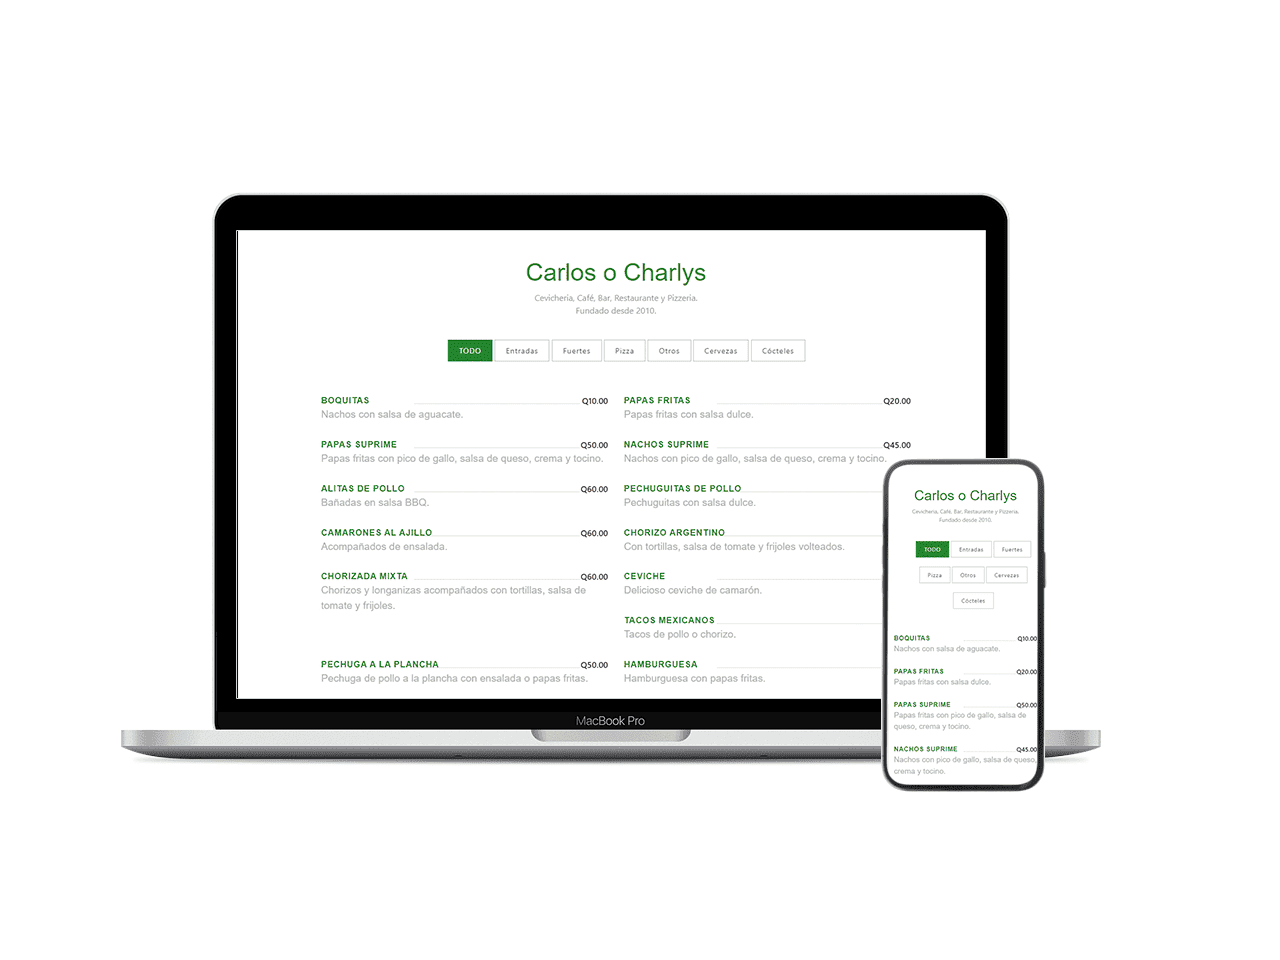 Carlos o Charlys
Cevichería, Café, Bar, Restaurante y Pizzería.
Fundado desde 2010.
TODO Entradas Fuertes Pizza Otros Cervezas Cócteles
BOQUITAS Q10.00
Nachos con salsa de aguacate.
PAPAS FRITAS Q20.00
Papas fritas con salsa dulce.
PAPAS SUPRIME Q50.00
Papas fritas con pico de gallo, salsa de queso, crema y tocino.
NACHOS SUPRIME Q45.00
Nachos con pico de gallo, salsa de queso, crema y tocino.
ALITAS DE POLLO Q60.00
Bañadas en salsa BBQ.
PECHUGUITAS DE POLLO
Pechuguitas con salsa dulce.
CAMARONES AL AJILLO Q60.00
Acompañados de ensalada.
CHORIZO ARGENTINO
Con tortillas, salsa de tomate y frijoles volteados.
CHORIZADA MIXTA Q60.00
Chorizos y longanizas acompañados con tortillas, salsa de
tomate y frijoles.
CEVICHE
Delicioso ceviche de camarón.
TACOS MEXICANOS
Tacos de pollo o chorizo.
PECHUGA A LA PLANCHA Q50.00
Pechuga de pollo a la plancha con ensalada o papas fritas.
HAMBURGUESA
Hamburguesa con papas fritas.
MacBook Pro
Carlos o Charlys
Cevichería, Café, Bar, Restaurante y Pizzería.
Fundado desde 2010.
TODO Entradas Fuertes
Pizza Otros Cervezas
Cócteles
BOQUITAS Q10.00
Nachos con salsa de aguacate.
PAPAS FRITAS Q20.00
Papas fritas con salsa dulce.
PAPAS SUPRIME Q50.00
Papas fritas con pico de gallo, salsa de
queso, crema y tocino.
NACHOS SUPRIME Q45.00
Nachos con pico de gallo, salsa de queso,
crema y tocino.